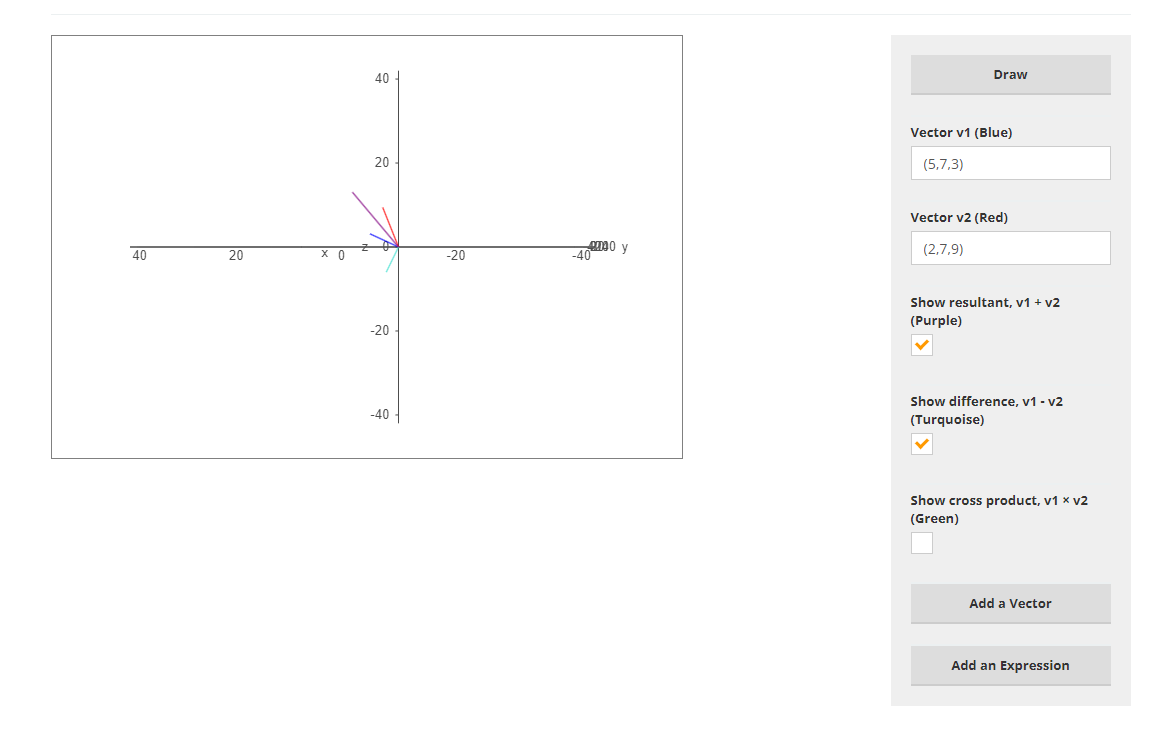 40
20
z
0
y
x
40
20
0
-20
-40
-20
-40
Draw
Vector v1 (Blue)
(5,7,3)
Vector v2 (Red)
(2,7,9)
Show resultant, v1 + v2
(Purple)
Show difference, v1 - v2
(Turquoise)
Show cross product, v1 × v2
(Green)
Add a Vector
Add an Expression